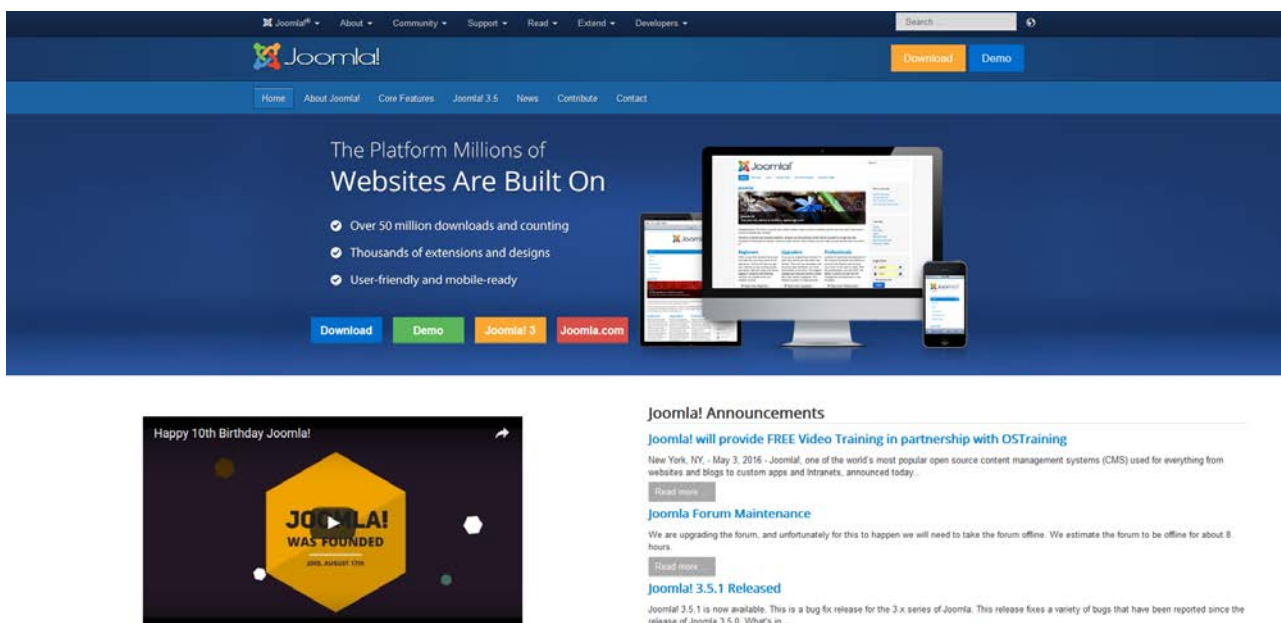 Joomla!® About Community Support Read Extend Developers Search ...
Joomla! Download Demo
Home About Joomla! Core Features Joomla! 3.5 News Contribute Contact
The Platform Millions of
Websites Are Built On
Over 50 million downloads and counting
Thousands of extensions and designs
User-friendly and mobile-ready
Download Demo Joomla! 3 Joomla.com
Joomla!
Happy 10th Birthday Joomla!
JOOMLA!
WAS FOUNDED
2005, AUGUST 17TH
Joomla! Announcements
Joomla! will provide FREE Video Training in partnership with OSTraining
New York, NY, - May 3, 2016 - Joomla!, one of the world's most popular open source content management systems (CMS) used for everything from
websites and blogs to custom apps and Intranets, announced today...
Read more ...
Joomla Forum Maintenance
We are upgrading the forum, and unfortunately for this to happen we will need to take the forum offline. We estimate the forum to be offline for about 8
hours.
Read more ...
Joomla! 3.5.1 Released
Joomla! 3.5.1 is now available. This is a bug fix release for the 3.x series of Joomla. This release fixes a variety of bugs that have been reported since the
release of Joomla 3.5.0. What's in